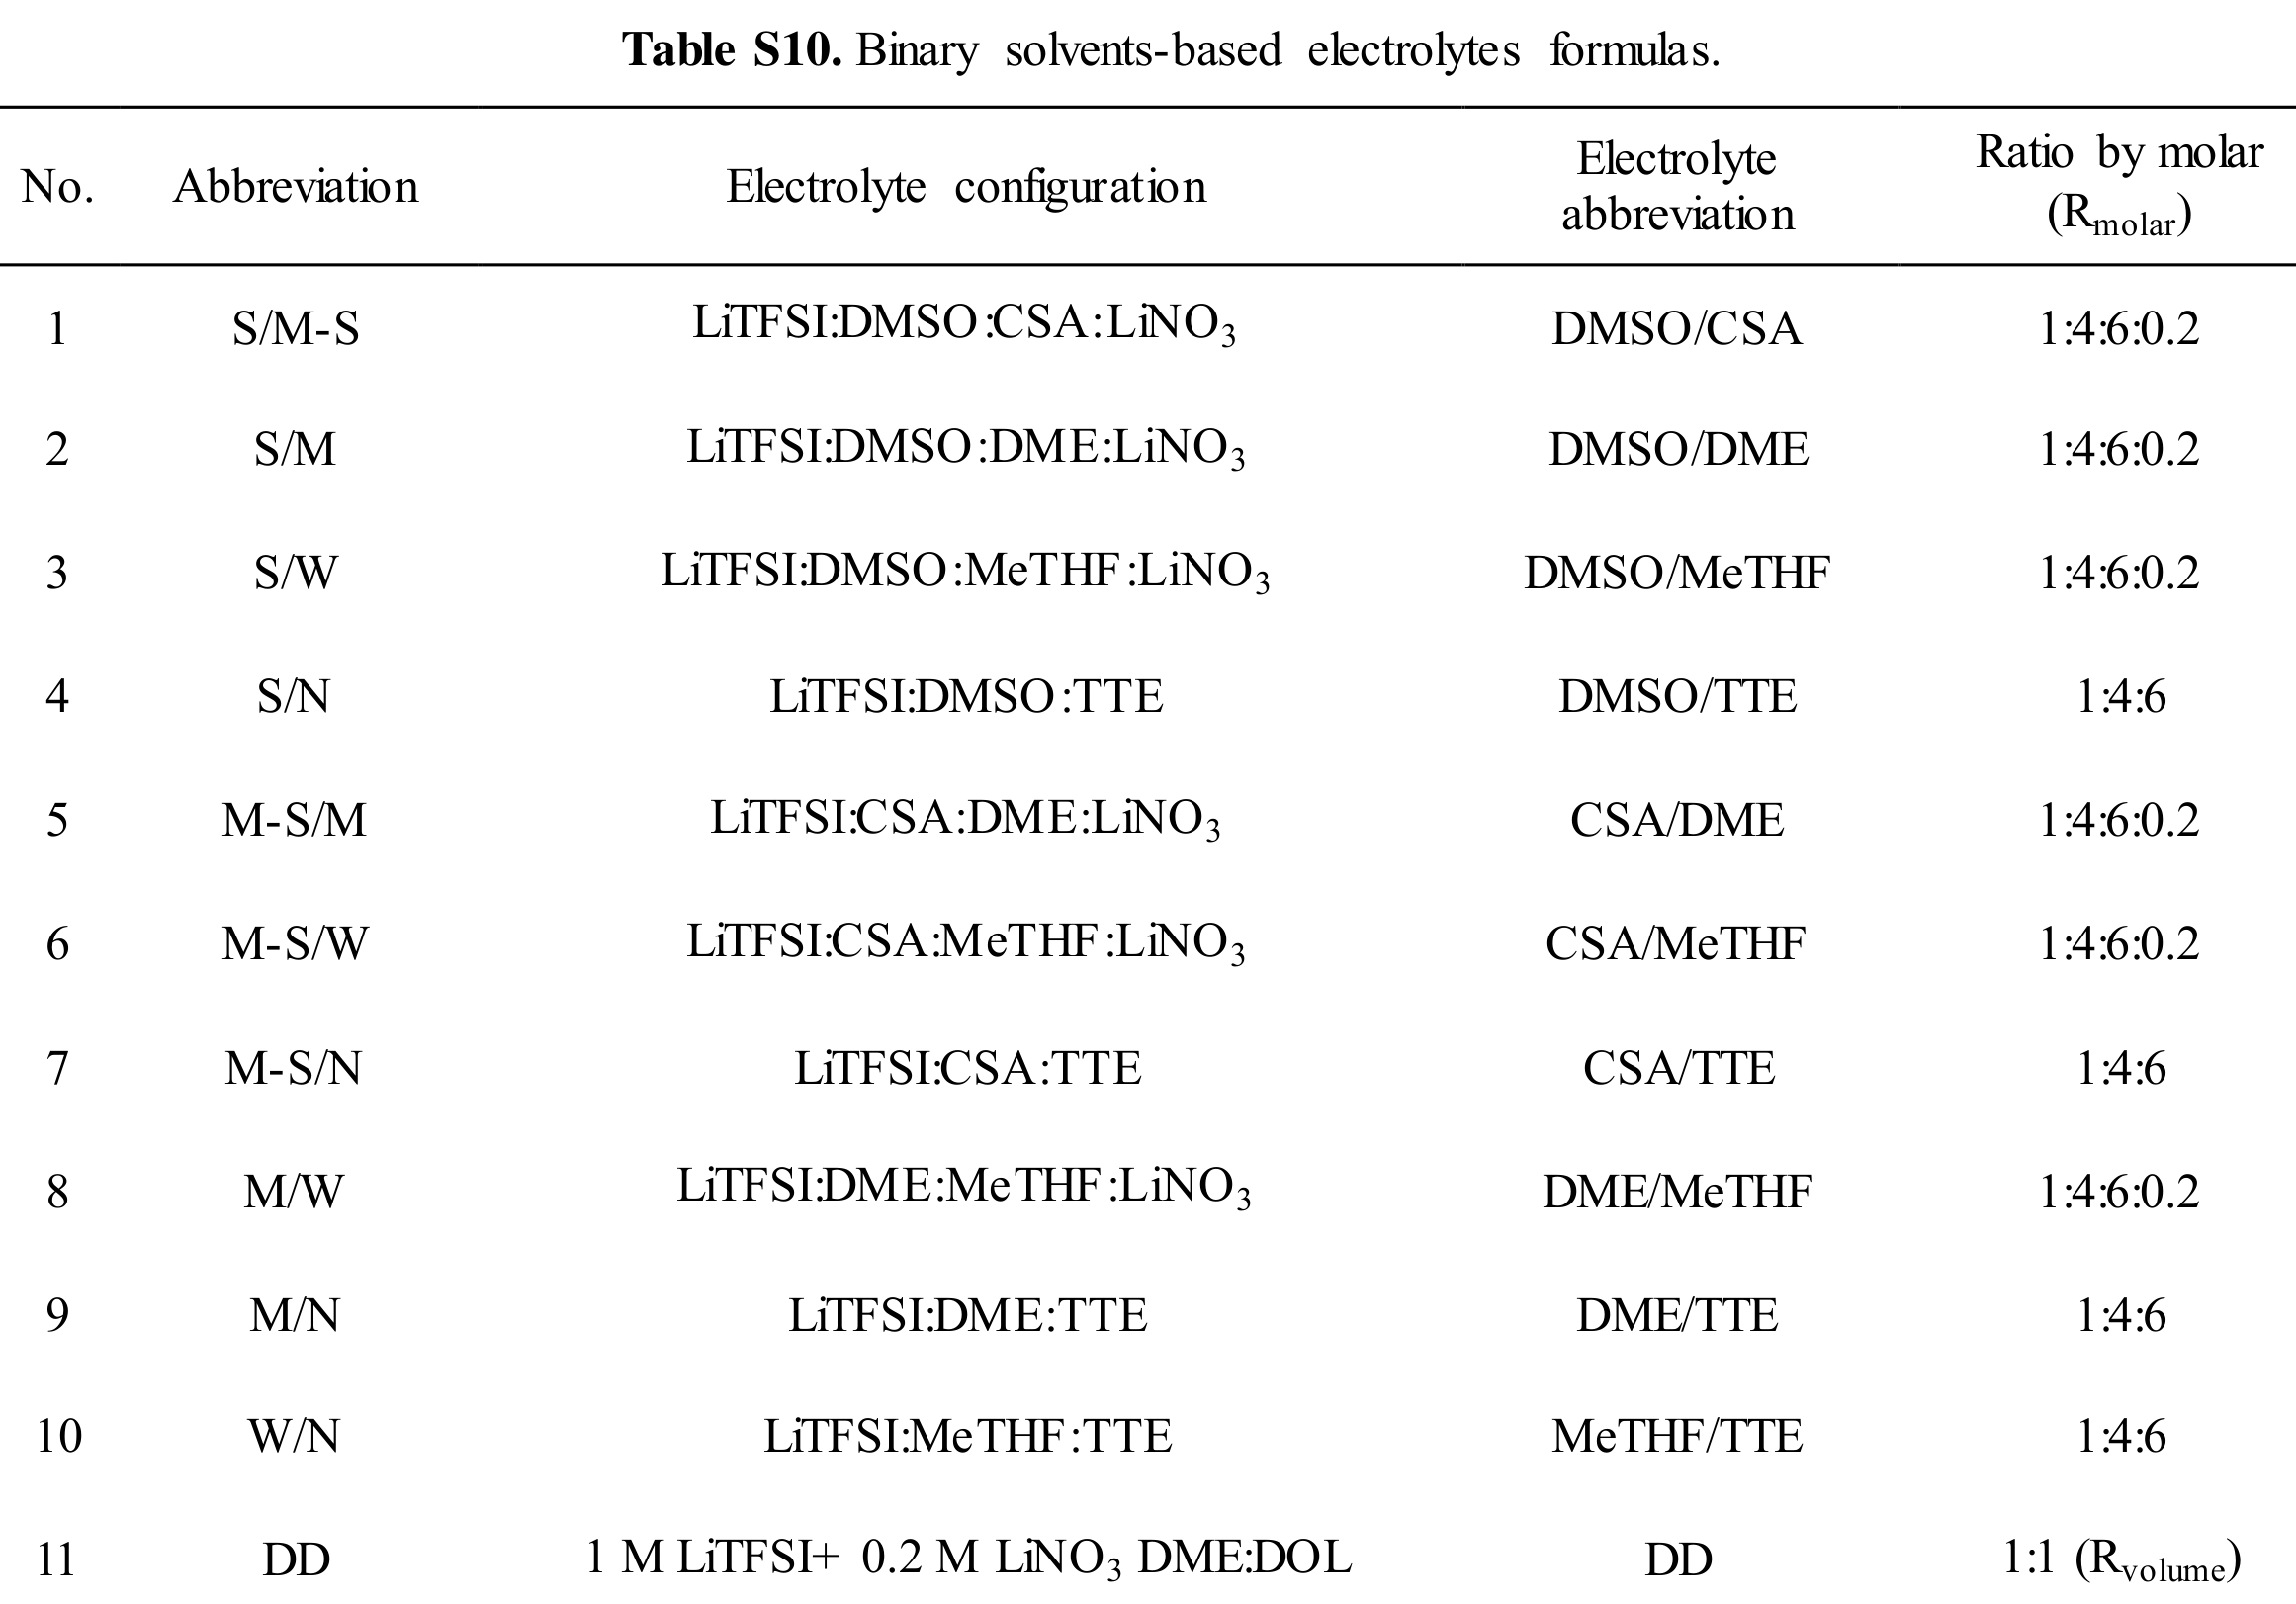 Table S10. Binary solvents-based electrolytes formulas.
No. Abbreviation Electrolyte configuration Electrolyte abbreviation Ratio by molar (Rmolar)
1 S/M-S LiTFSI:DMSO:CSA:LiNO3 DMSO/CSA 1:4:6:0.2
2 S/M LiTFSI:DMSO:DME:LiNO3 DMSO/DME 1:4:6:0.2
3 S/W LiTFSI:DMSO:MeTHF:LiNO3 DMSO/MeTHF 1:4:6:0.2
4 S/N LiTFSI:DMSO:TTE DMSO/TTE 1:4:6
5 M-S/M LiTFSI:CSA:DME:LiNO3 CSA/DME 1:4:6:0.2
6 M-S/W LiTFSI:CSA:MeTHF:LiNO3 CSA/MeTHF 1:4:6:0.2
7 M-S/N LiTFSI:CSA:TTE CSA/TTE 1:4:6
8 M/W LiTFSI:DME:MeTHF:LiNO3 DME/MeTHF 1:4:6:0.2
9 M/N LiTFSI:DME:TTE DME/TTE 1:4:6
10 W/N LiTFSI:MeTHF:TTE MeTHF/TTE 1:4:6
11 DD 1 M LiTFSI+ 0.2 M LiNO3 DME:DOL DD 1:1 (Rvolume)